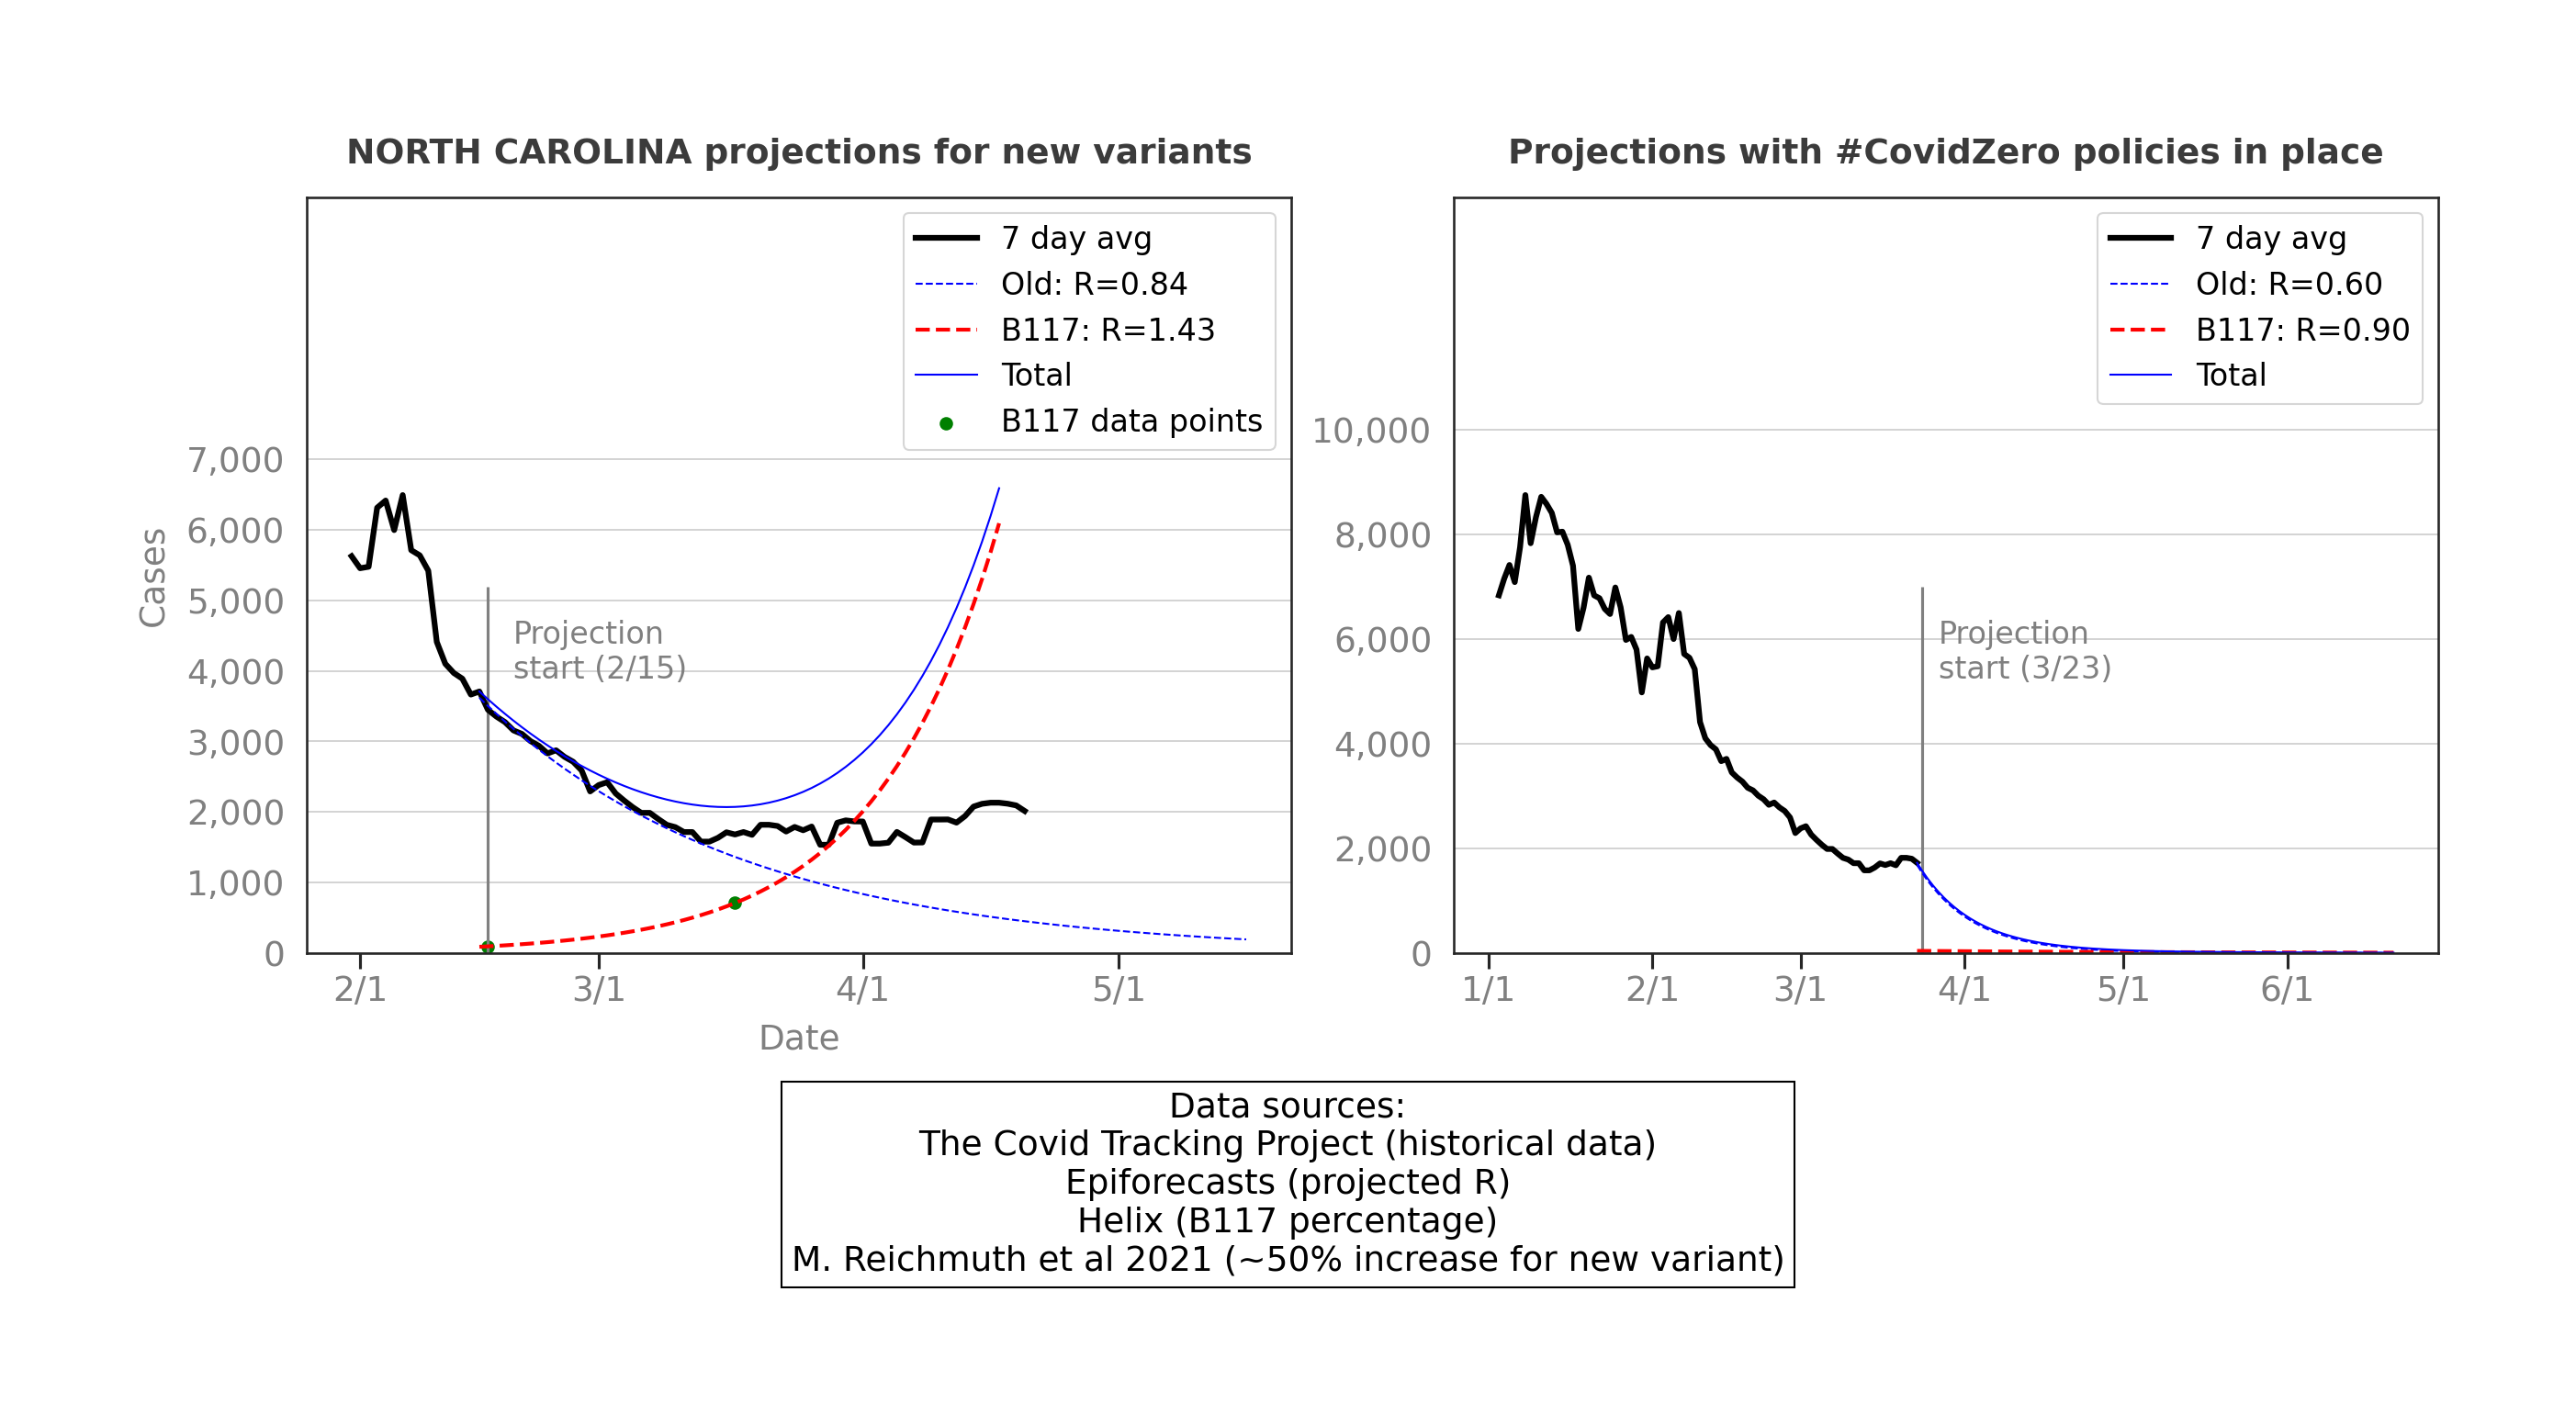 NORTH CAROLINA projections for new variants
7 day avg
Old: R=0.84
B117: R=1.43
Total
B117 data points
7,000
6,000
5,000
4,000
3,000
2,000
1,000
0
Cases
Projection
start (2/15)
2/1
3/1
4/1
5/1
Date
Projections with #CovidZero policies in place
7 day avg
Old: R=0.60
B117: R=0.90
Total
10,000
8,000
6,000
4,000
2,000
0
Projection
start (3/23)
1/1
2/1
3/1
4/1
5/1
6/1
Data sources:
The Covid Tracking Project (historical data)
Epiforecasts (projected R)
Helix (B117 percentage)
M. Reichmuth et al 2021 (~50% increase for new variant)